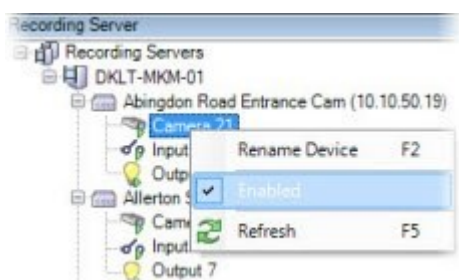 Recording Server
Recording Servers
DKLT-MKM-01
Abingdon Road Entrance Cam (10.10.50.19)
Camera 21
Input
Rename Device F2
Outp
Enabled
Allerton S
Came
Refresh F5
Input
Output 7